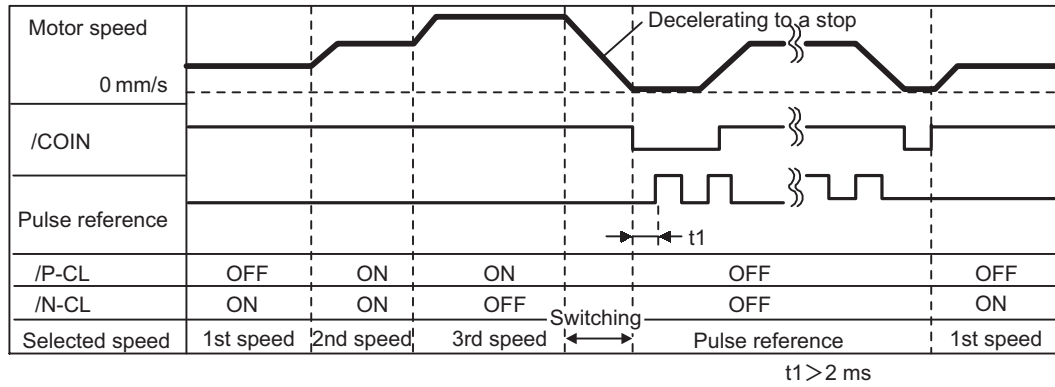 Motor speed
Decelerating to a stop
0 mm/s
/COIN
Pulse reference
t1
/P-CL OFF ON ON OFF OFF
/N-CL ON ON OFF OFF ON
Switching
Selected speed 1st speed 2nd speed 3rd speed Pulse reference 1st speed
t1＞2 ms